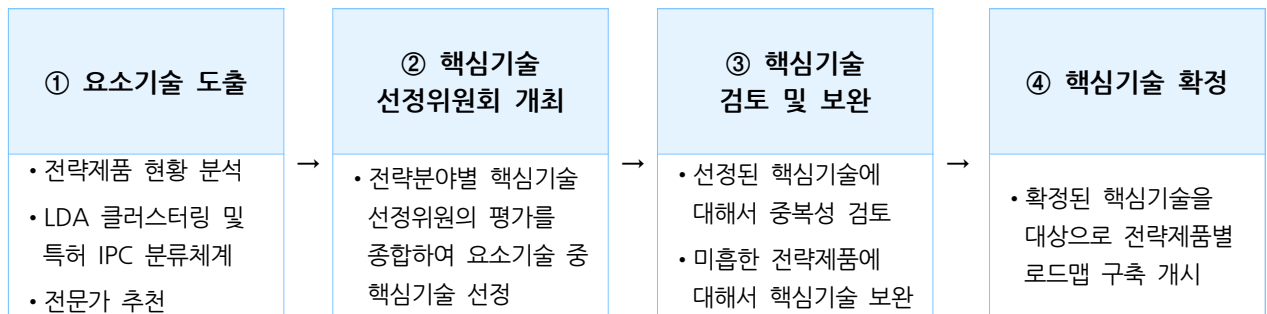 ① 요소기술 도출
• 전략제품 현황 분석
• LDA 클러스터링 및
특허 IPC 분류체계
• 전문가 추천
→
② 핵심기술
선정위원회 개최
• 전략분야별 핵심기술
선정위원의 평가를
종합하여 요소기술 중
핵심기술 선정
→
③ 핵심기술
검토 및 보완
• 선정된 핵심기술에
대해서 중복성 검토
• 미흡한 전략제품에
대해서 핵심기술 보완
→
④ 핵심기술 확정
• 확정된 핵심기술을
대상으로 전략제품별
로드맵 구축 개시